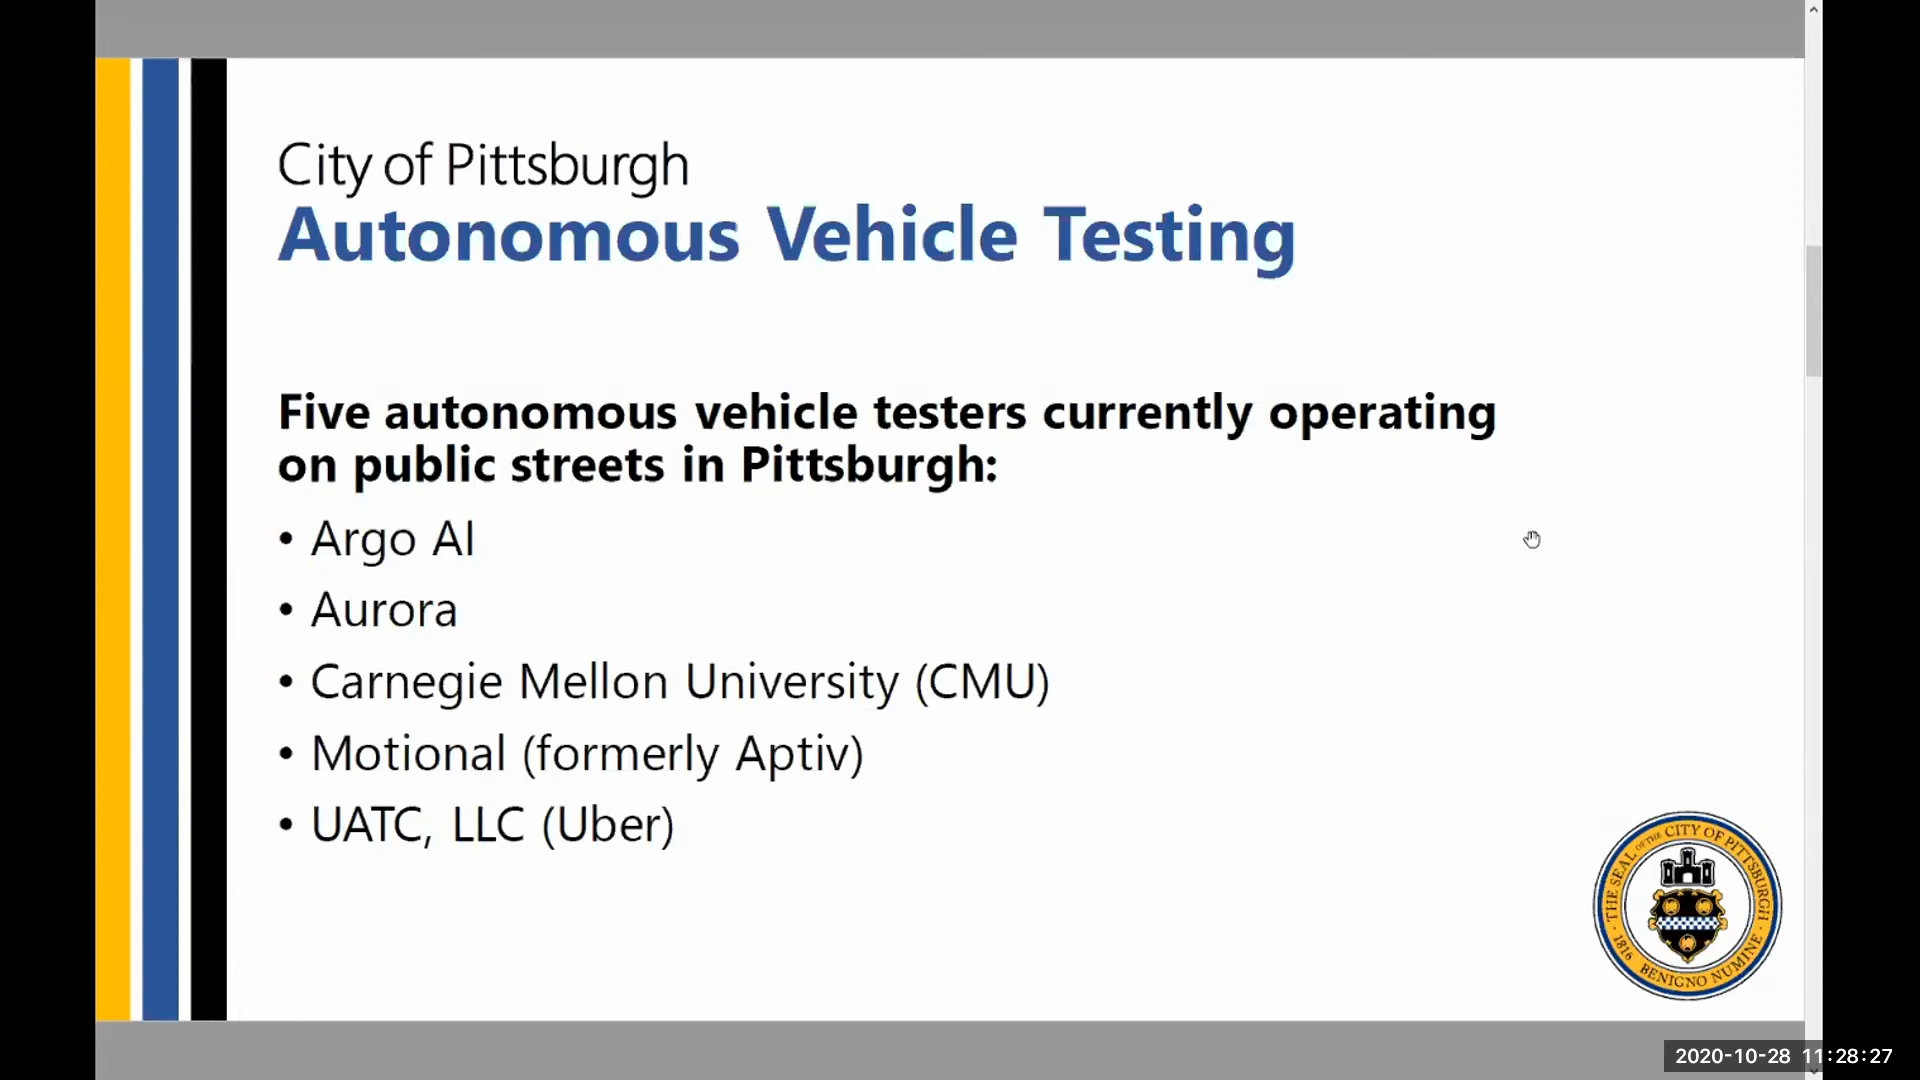 City of Pittsburgh
Autonomous Vehicle Testing
Five autonomous vehicle testers currently operating
on public streets in Pittsburgh:
• Argo AI
• Aurora
• Carnegie Mellon University (CMU)
• Motional (formerly Aptiv)
• UATC, LLC (Uber)
THE SEAL OF THE CITY OF PITTSBURGH
1816
BENIGNO NUMINE
2020-10-28 11:28:27